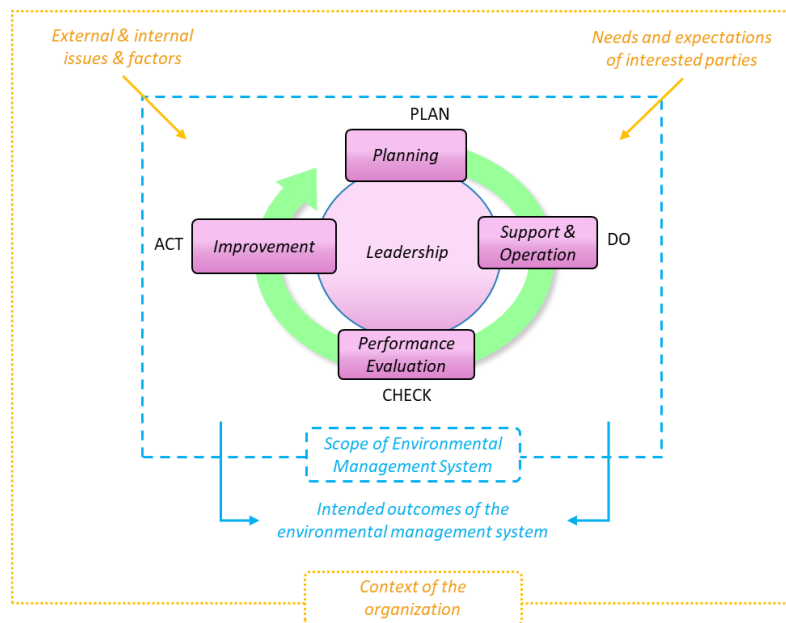 External & internal
issues & factors
Needs and expectations
of interested parties
PLAN
Planning
ACT
Improvement
Leadership
Support &
Operation
DO
Performance
Evaluation
CHECK
Scope of Environmental
Management System
Intended outcomes of the
environmental management system
Context of the
organization